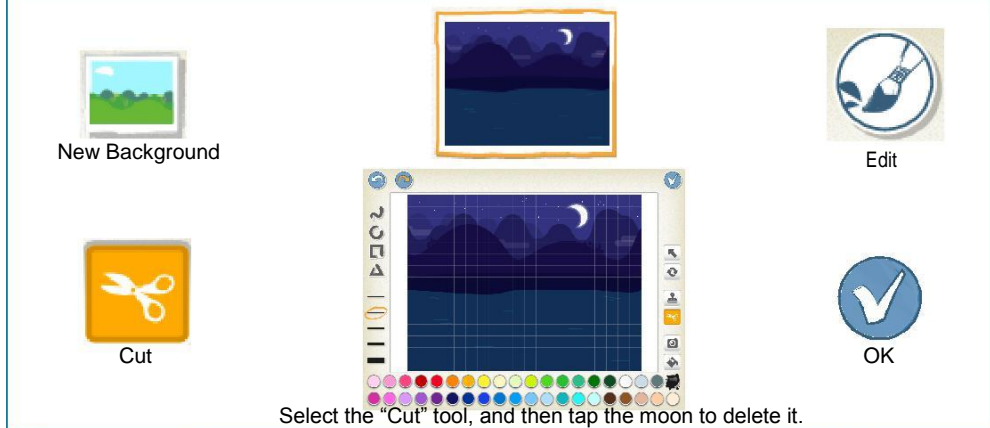 New Background
Edit
Cut
OK
Select the “Cut” tool, and then tap the moon to delete it.